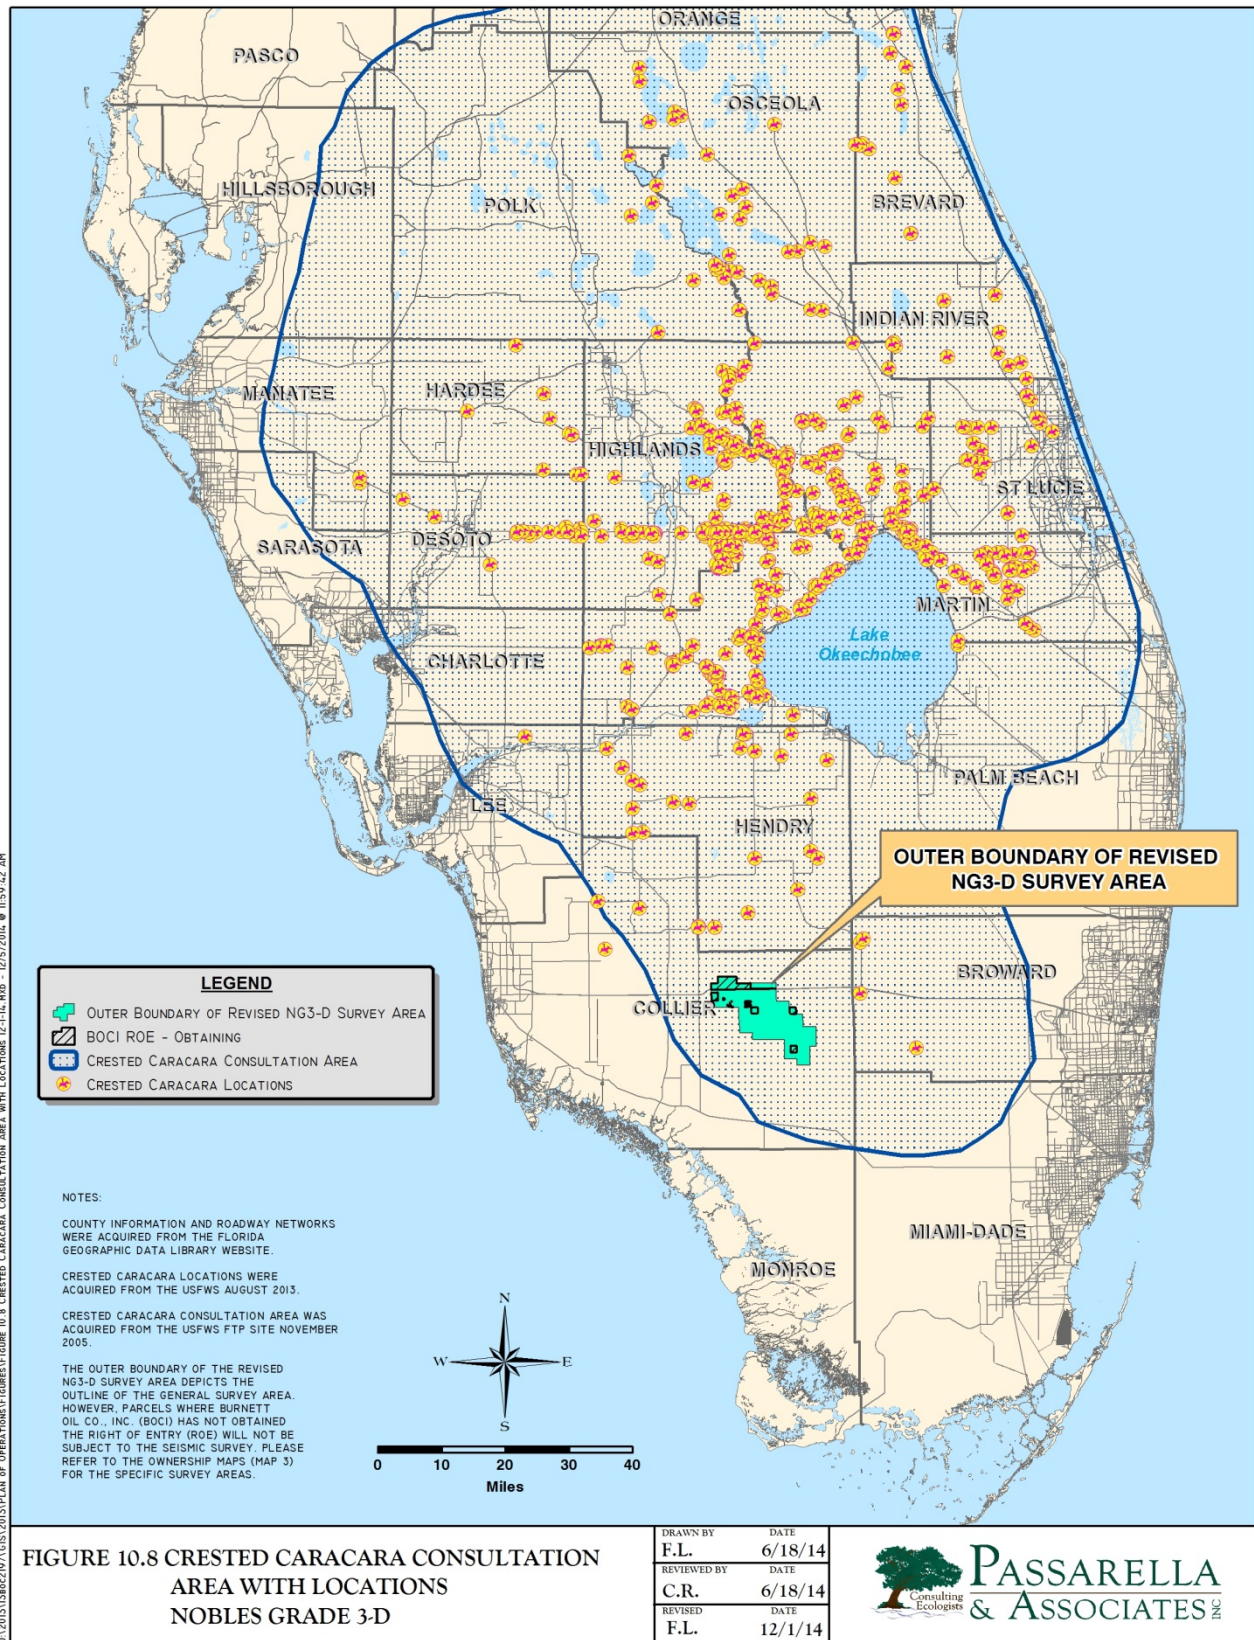 ORANGE
PASCO
OSCEOLA
HILLSBOROUGH
POLK
BREVARD
INDIAN RIVER
MANATEE
HARDEE
HIGHLANDS
ST LUCIE
SARASOTA
DESOTO
MARTIN
Lake
Okeechobee
CHARLOTTE
PALM BEACH
LEE
HENDRY
OUTER BOUNDARY OF REVISED
NG3-D SURVEY AREA
BROWARD
COLLIER
LEGEND
OUTER BOUNDARY OF REVISED NG3-D SURVEY AREA
BOCI ROE - OBTAINING
CRESTED CARACARA CONSULTATION AREA
CRESTED CARACARA LOCATIONS
MIAMI-DADE
MONROE
NOTES:
COUNTY INFORMATION AND ROADWAY NETWORKS
WERE ACQUIRED FROM THE FLORIDA
GEOGRAPHIC DATA LIBRARY WEBSITE.
CRESTED CARACARA LOCATIONS WERE
ACQUIRED FROM THE USFWS AUGUST 2013.
CRESTED CARACARA CONSULTATION AREA WAS
ACQUIRED FROM THE USFWS FTP SITE NOVEMBER
2005.
THE OUTER BOUNDARY OF THE REVISED
NG3-D SURVEY AREA DEPICTS THE
OUTLINE OF THE GENERAL SURVEY AREA.
HOWEVER, PARCELS WHERE BURNETT
OIL CO., INC. (BOCI) HAS NOT OBTAINED
THE RIGHT OF ENTRY (ROE) WILL NOT BE
SUBJECT TO THE SEISMIC SURVEY. PLEASE
REFER TO THE OWNERSHIP MAPS (MAP 3)
FOR THE SPECIFIC SURVEY AREAS.
N
W E
S
0 10 20 30 40
Miles
FIGURE 10.8 CRESTED CARACARA CONSULTATION
AREA WITH LOCATIONS
NOBLES GRADE 3-D
DRAWN BY DATE
F.L. 6/18/14
REVIEWED BY DATE
C.R. 6/18/14
REVISED DATE
F.L. 12/1/14
Consulting
Ecologists
PASSARELLA
& ASSOCIATES INC